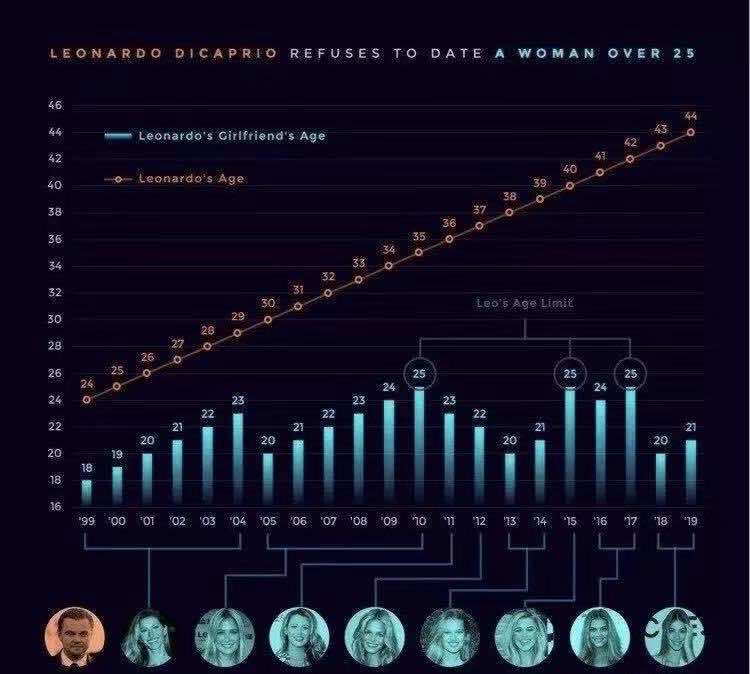 LEONARDO DICAPRIO REFUSES TO DATE A WOMAN OVER 25
46
44
42
40
38
36
34
32
30
28
26
24
22
20
18
16
Leonardo's Girlfriend's Age
Leonardo's Age
24 25 26 27 28 29 30 31 32 33 34 35 36 37 38 39 40 41 42 43 44
Leo's Age Limit
18 19 20 21 22 23 20 21 22 23 24 25 23 22 20 21 25 24 25 20 21
'99 '00 '01 '02 '03 '04 '05 '06 '07 '08 '09 '10 '11 '12 '13 '14 '15 '16 '17 '18 '19